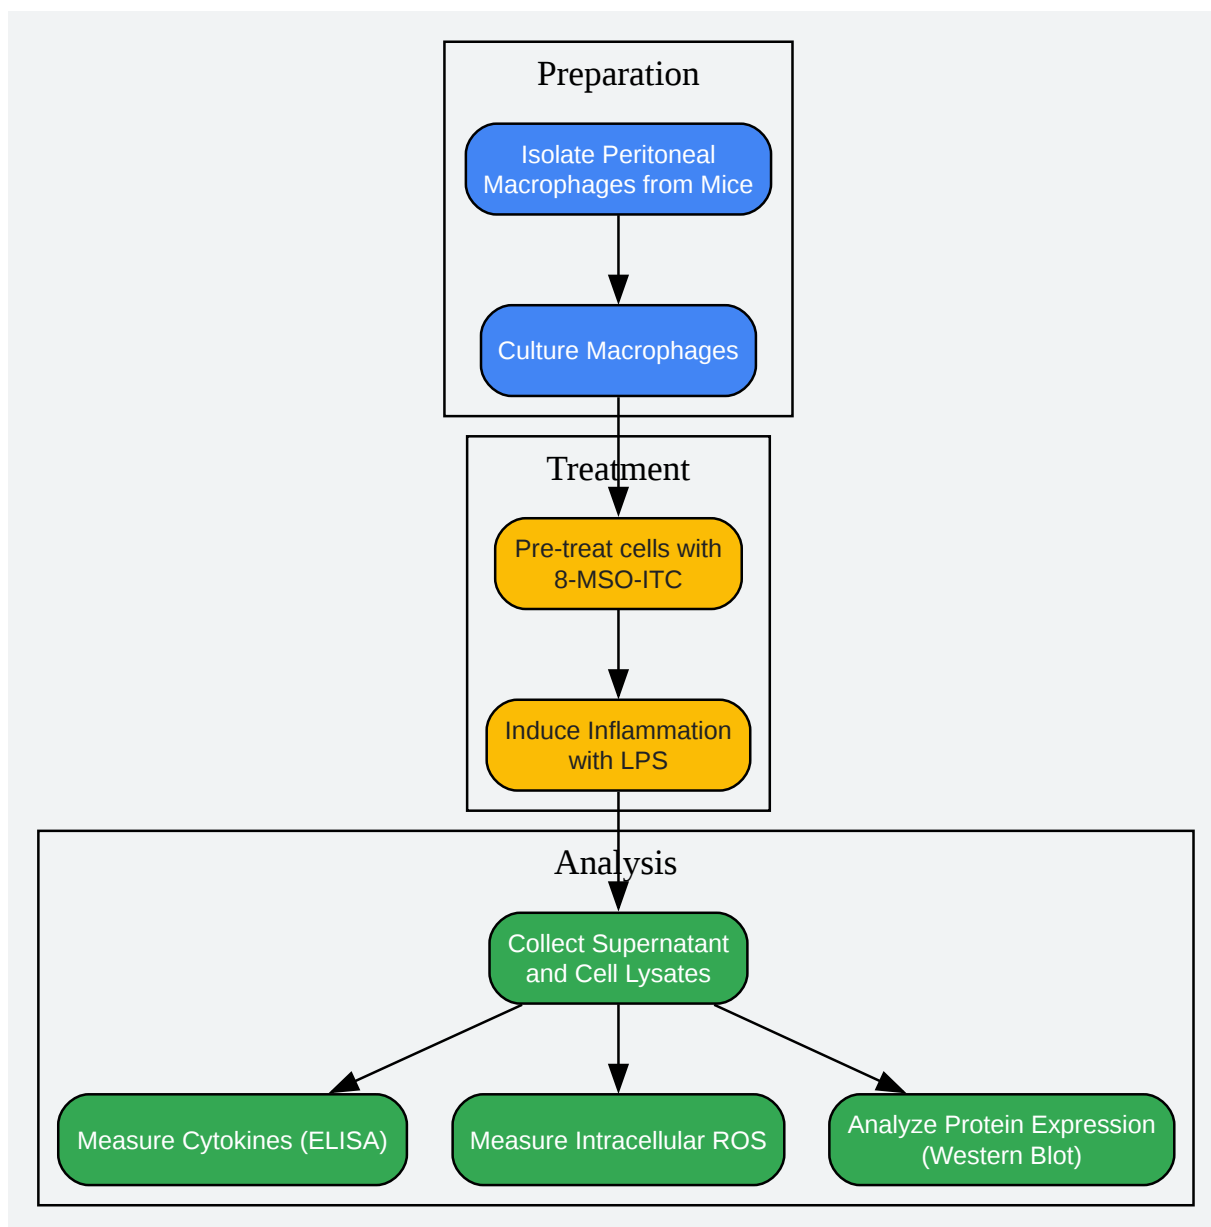 Preparation
Isolate Peritoneal
Macrophages from Mice
Culture Macrophages
Treatment
Pre-treat cells with
8-MSO-ITC
Induce Inflammation
with LPS
Analysis
Collect Supernatant
and Cell Lysates
Measure Cytokines (ELISA)
Measure Intracellular ROS
Analyze Protein Expression
(Western Blot)